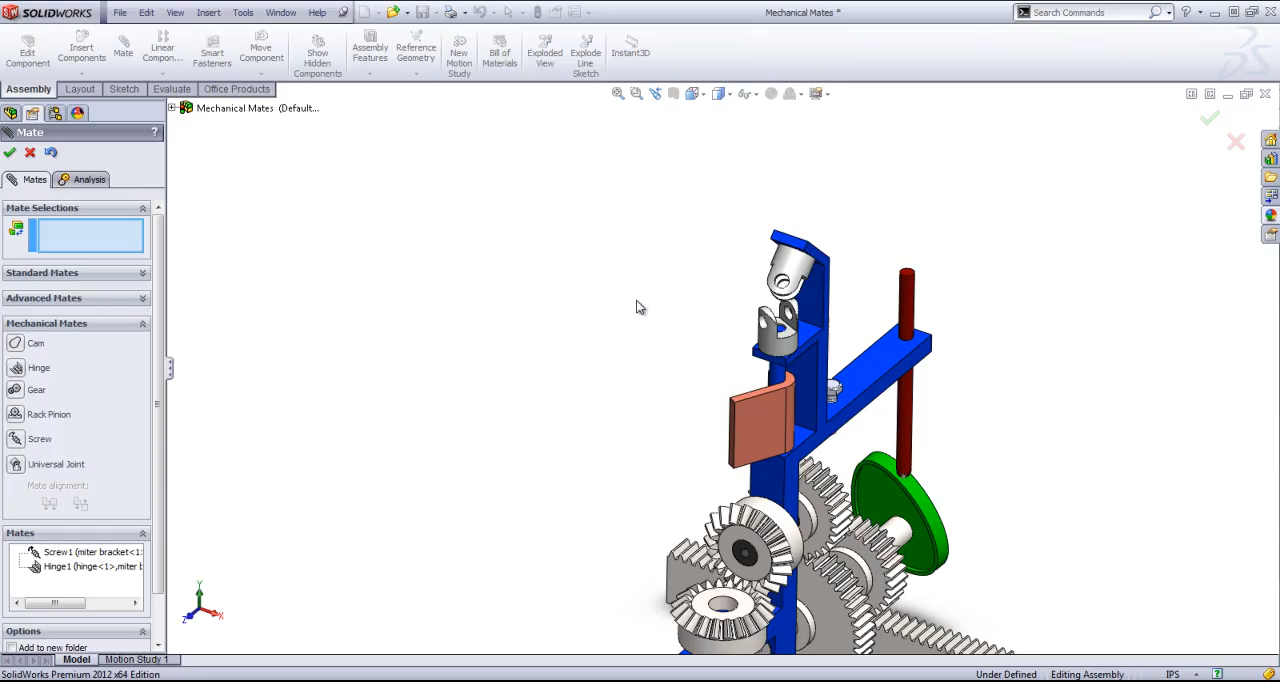 SOLIDWORKS File Edit View Insert Tools Window Help Mechanical Mates * Search Commands ?
Edit Component
Insert Components
Mate
Linear Compon...
Smart Fasteners
Move Component
Show Hidden Components
Assembly Features
Reference Geometry
New Motion Study
Bill of Materials
Exploded View
Explode Line Sketch
Instant3D
Assembly Layout Sketch Evaluate Office Products
Mechanical Mates (Default...
Mate ?
Mates Analysis
Mate Selections
Standard Mates
Advanced Mates
Mechanical Mates
Cam
Hinge
Gear
Rack Pinion
Screw
Universal Joint
Mate alignment:
Mates
Screw1 (miter bracket<1:
Hinge1 (hinge<1>,miter b
Options
Add to new folder
Y
Z X
Model Motion Study 1
SolidWorks Premium 2012 x64 Edition Under Defined Editing Assembly IPS ?